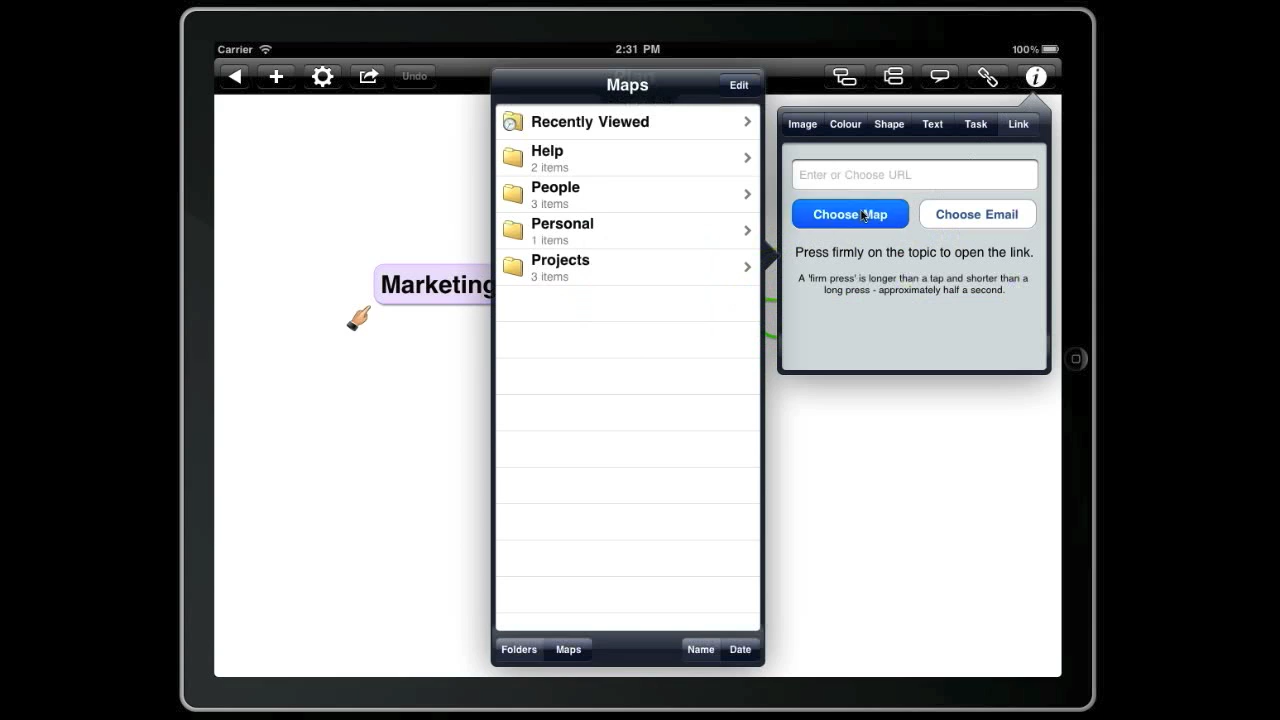 Carrier
2:31 PM
100%
Undo
Maps
Edit
Recently Viewed
Help
2 items
People
3 items
Personal
1 items
Projects
3 items
Folders
Maps
Name
Date
Marketing
Image
Colour
Shape
Text
Task
Link
Enter or Choose URL
Choose Map
Choose Email
Press firmly on the topic to open the link.
A 'firm press' is longer than a tap and shorter than a
long press - approximately half a second.